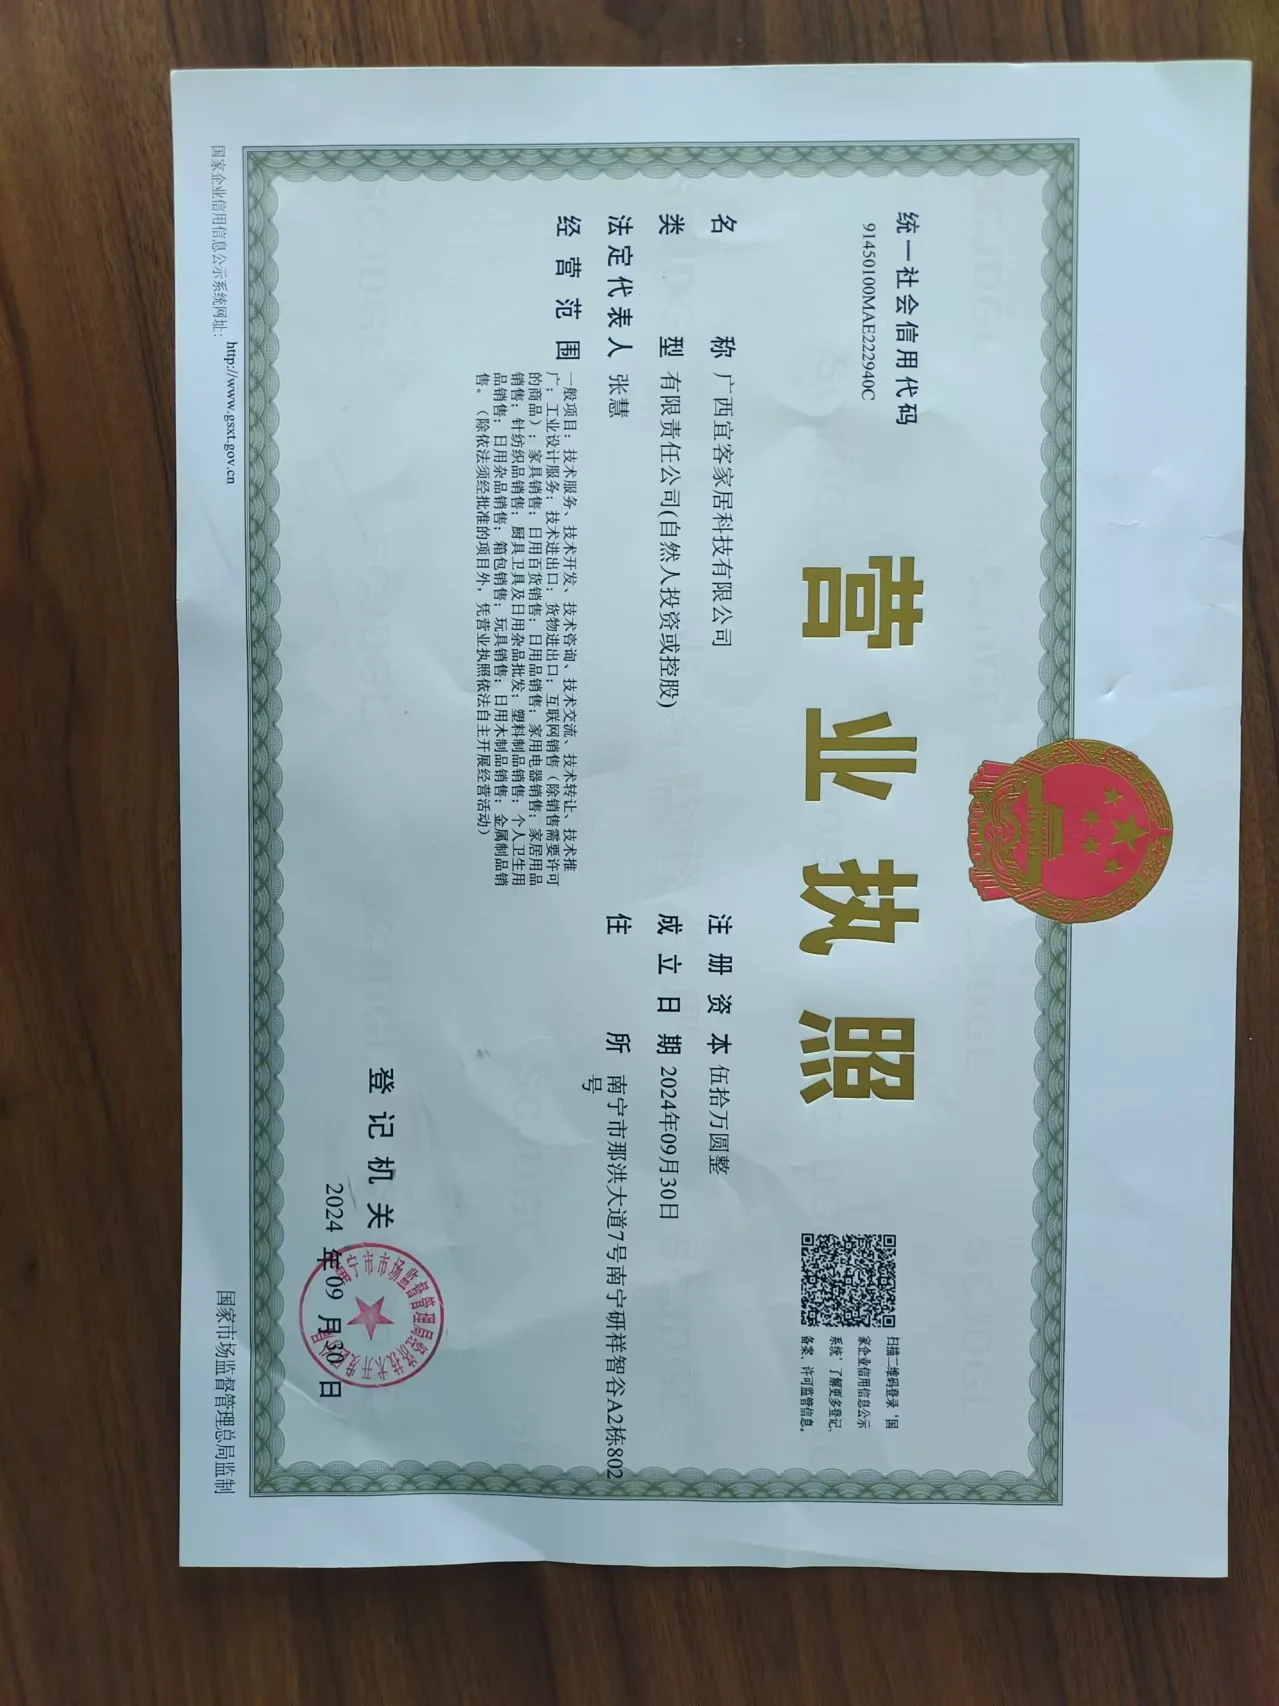 统一社会信用代码
91450100MAE222940C
营业执照
扫描二维码登录‘国
家企业信用信息公示
系统’了解更多登记、
备案、许可监管信息。
名称 广西宜客家居科技有限公司
类型 有限责任公司(自然人投资或控股)
法定代表人 张慧
经营范围 一般项目：技术服务、技术开发、技术咨询、技术交流、技术转让、技术推
广；工业设计服务；技术进出口；货物进出口；互联网销售（除销售需要许可
的商品）；家具销售；日用百货销售；日用品销售；家用电器销售；家居用品
销售；针纺织品销售；厨具卫具及日用杂品批发；塑料制品销售；个人卫生用
品销售；日用杂品销售；箱包销售；玩具销售；日用木制品销售；金属制品销
售。（除依法须经批准的项目外，凭营业执照依法自主开展经营活动）
注册资本 伍拾万圆整
成立日期 2024年09月30日
住所 南宁市那洪大道7号南宁研祥智谷A2栋802
号
登记机关
2024年09月30日
国家企业信用信息公示系统网址：http://www.gsxt.gov.cn
国家市场监督管理总局监制